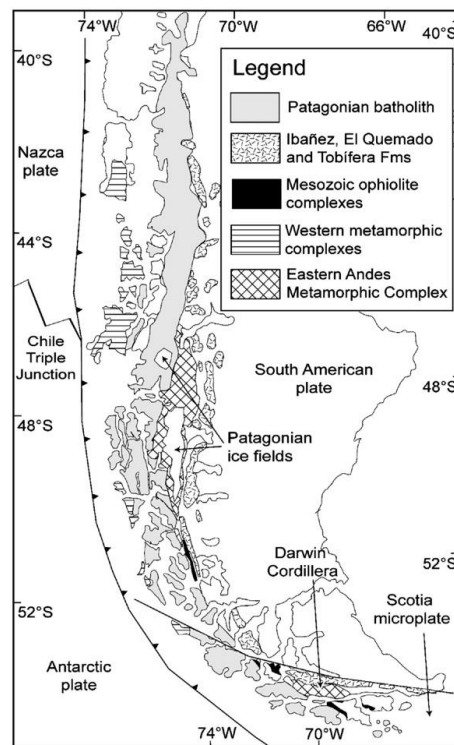 74°W
70°W
66°W
40°S
40°S
Legend
Patagonian batholith
Ibañez, El Quemado
and Tobífera Fms
Mesozoic ophiolite
complexes
Western metamorphic
complexes
Eastern Andes
Metamorphic Complex
Nazca
plate
44°S
Chile
Triple
Junction
South American
plate
48°S
48°S
Patagonian
ice fields
Darwin
Cordillera
52°S
52°S
Scotia
microplate
Antarctic
plate
74°W
70°W